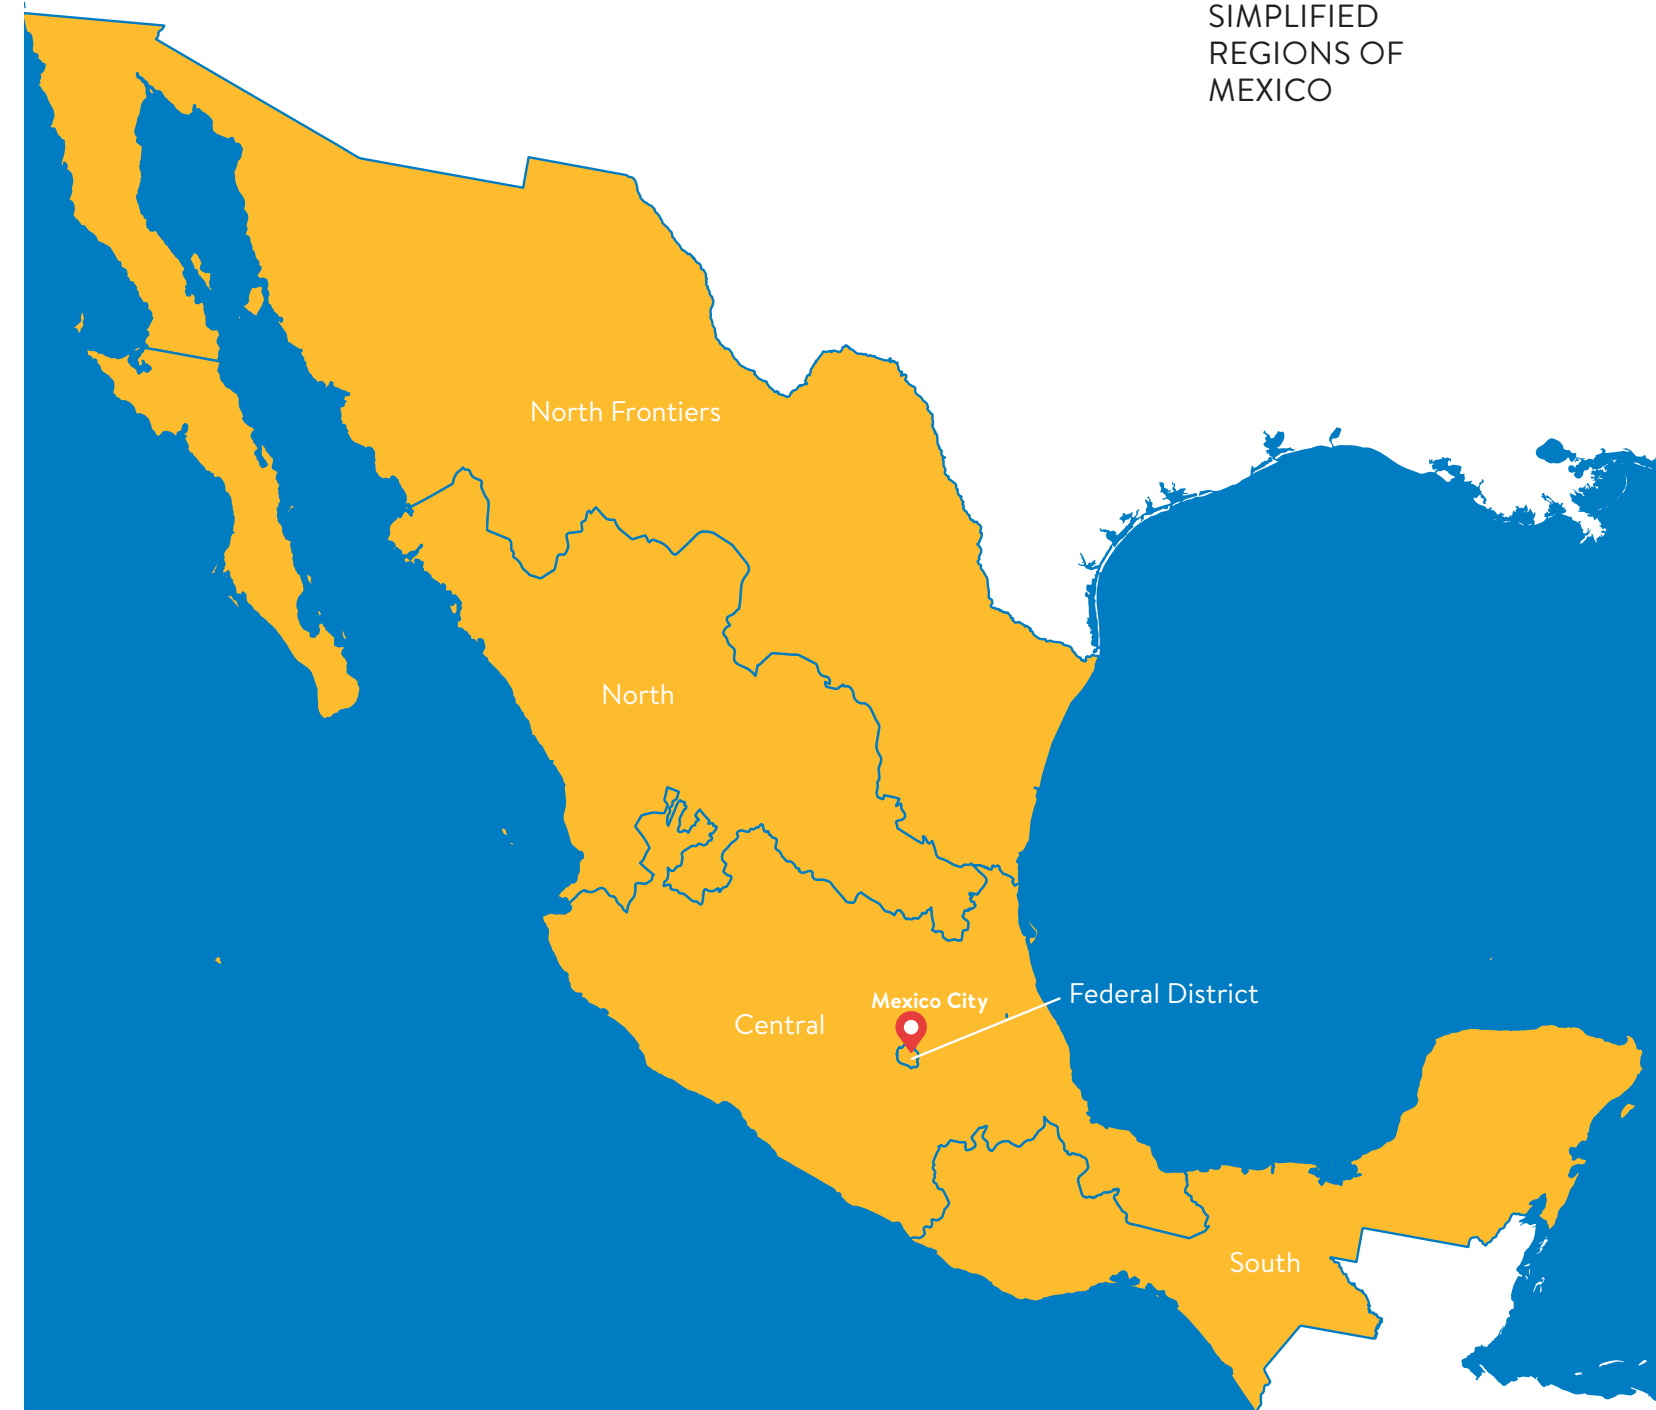 SIMPLIFIED
REGIONS OF
MEXICO
North Frontiers
North
Mexico City
Federal District
Central
South